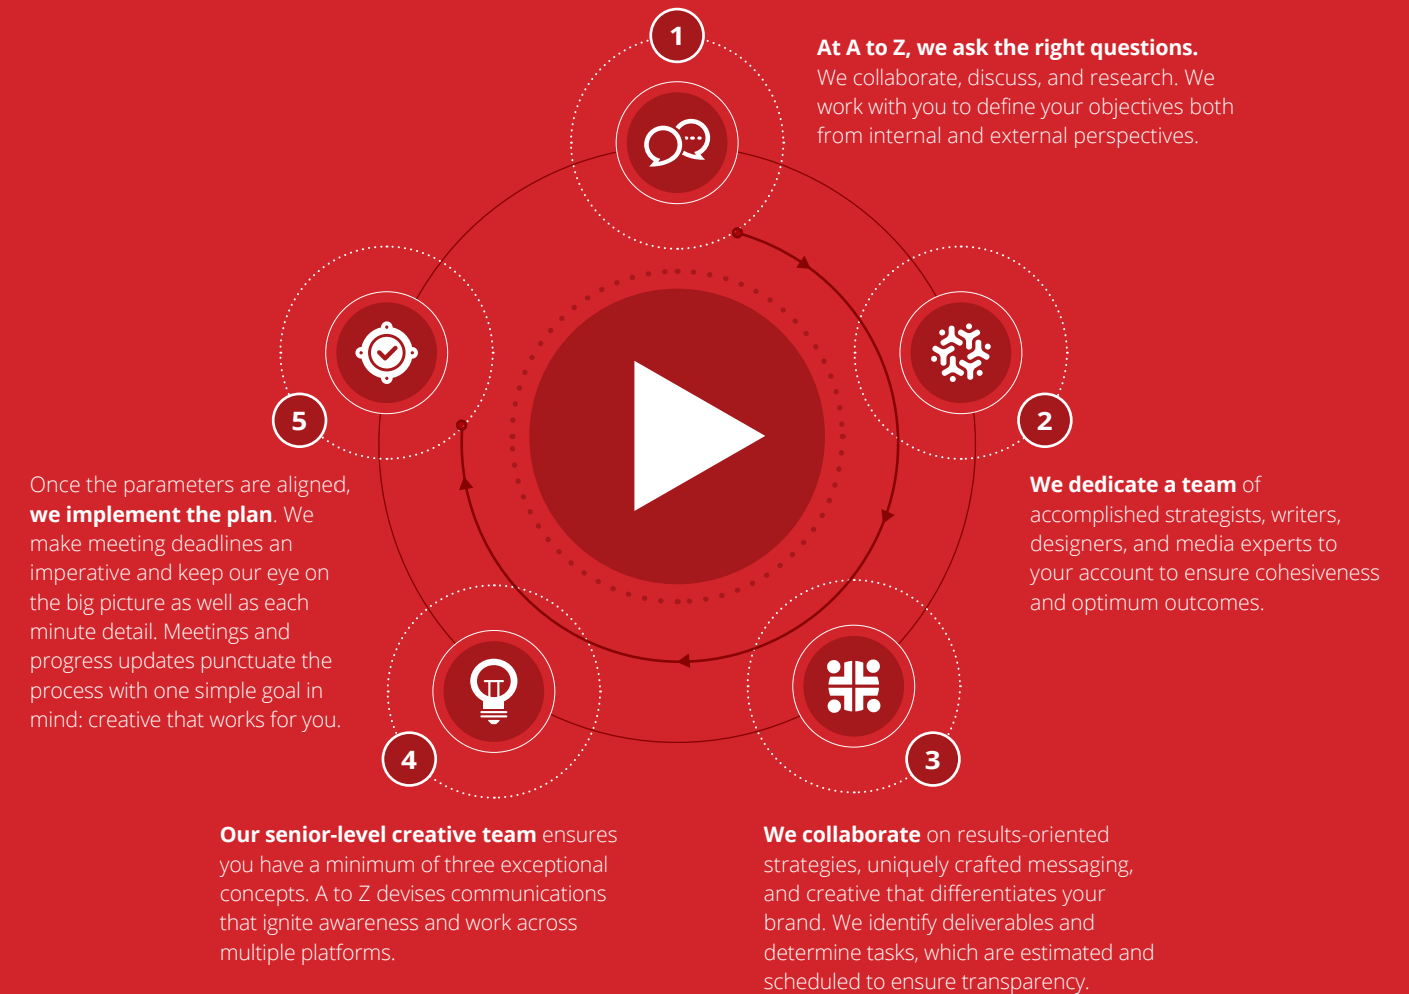 1
At A to Z, we ask the right questions.
We collaborate, discuss, and research. We
work with you to define your objectives both
from internal and external perspectives.
2
We dedicate a team of
accomplished strategists, writers,
designers, and media experts to
your account to ensure cohesiveness
and optimum outcomes.
3
We collaborate on results-oriented
strategies, uniquely crafted messaging,
and creative that differentiates your
brand. We identify deliverables and
determine tasks, which are estimated and
scheduled to ensure transparency.
4
Our senior-level creative team ensures
you have a minimum of three exceptional
concepts. A to Z devises communications
that ignite awareness and work across
multiple platforms.
5
Once the parameters are aligned,
we implement the plan. We
make meeting deadlines an
imperative and keep our eye on
the big picture as well as each
minute detail. Meetings and
progress updates punctuate the
process with one simple goal in
mind: creative that works for you.